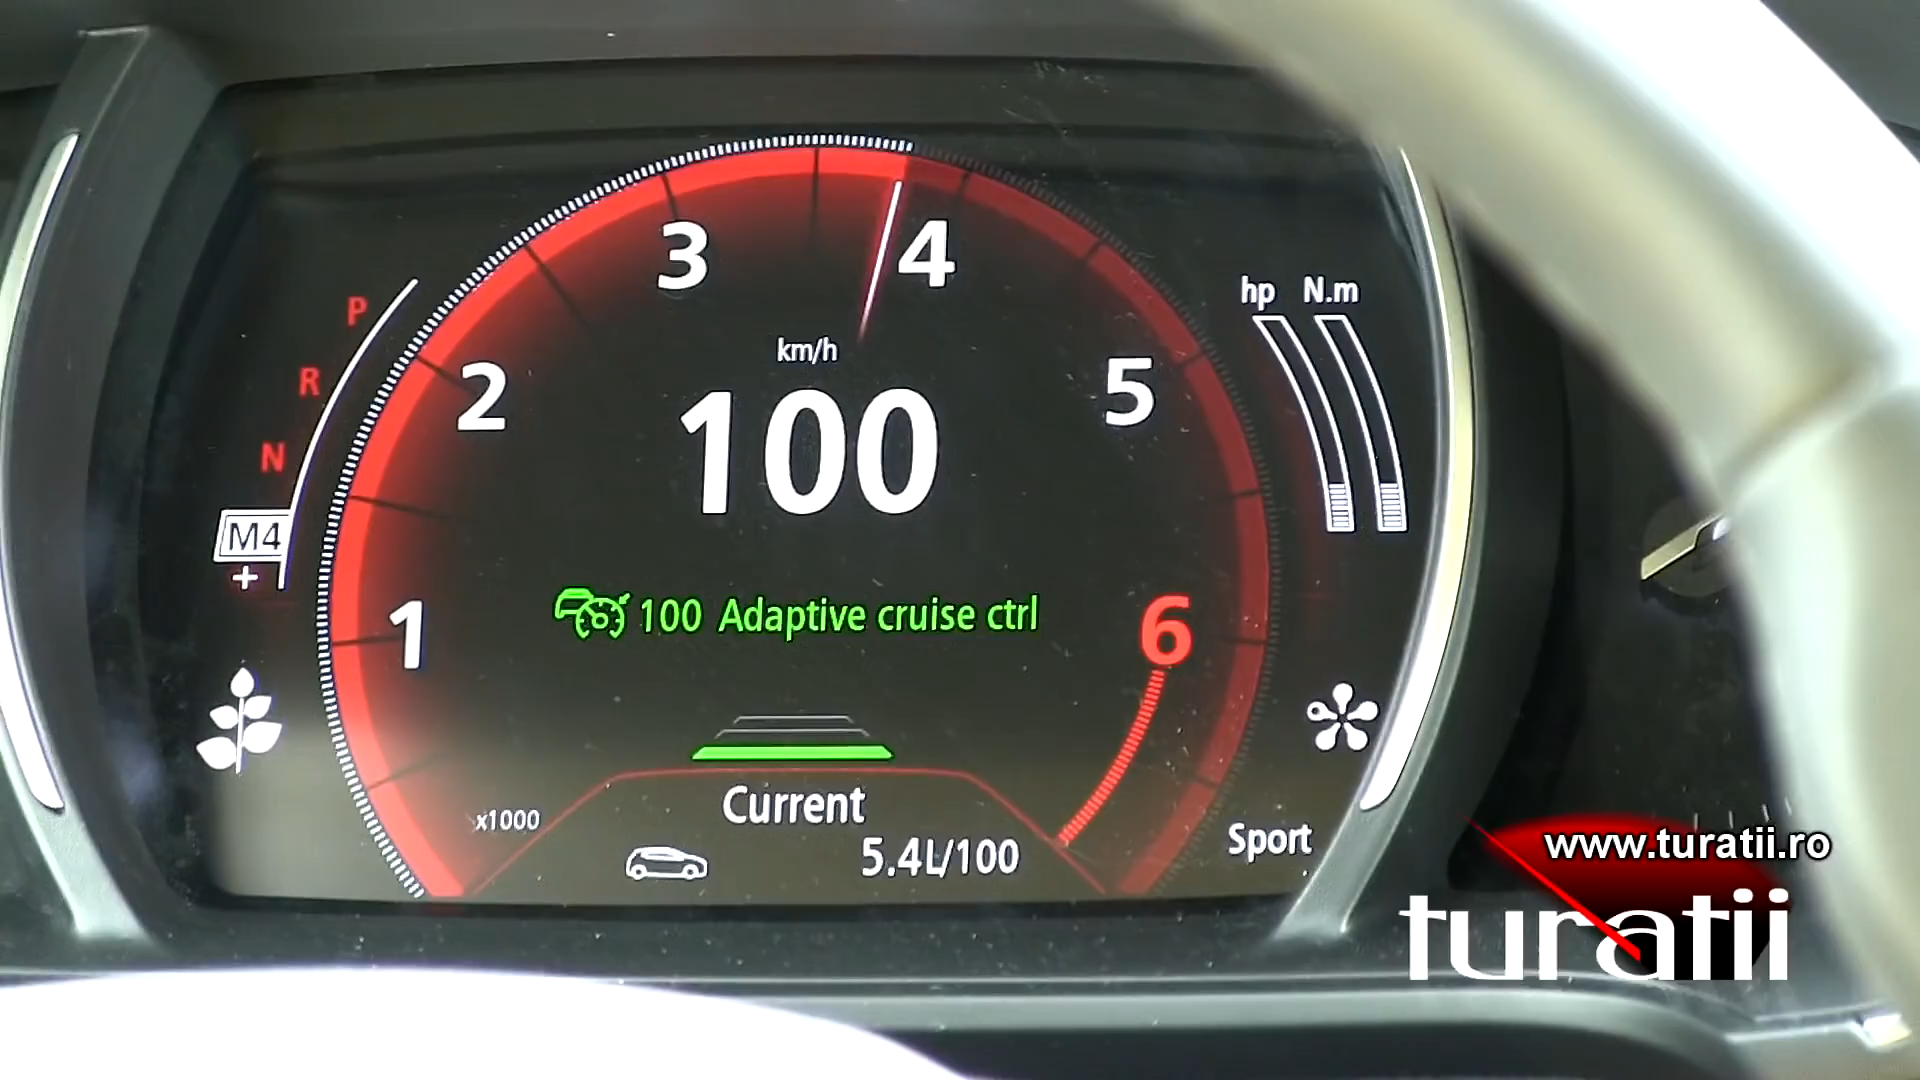 3
4
hp N.m
P
km/h
R
2
5
100
N
M4
+
1
100 Adaptive cruise ctrl
6
Current
x1000
5.4L/100
Sport
www.turatii.ro
turatii